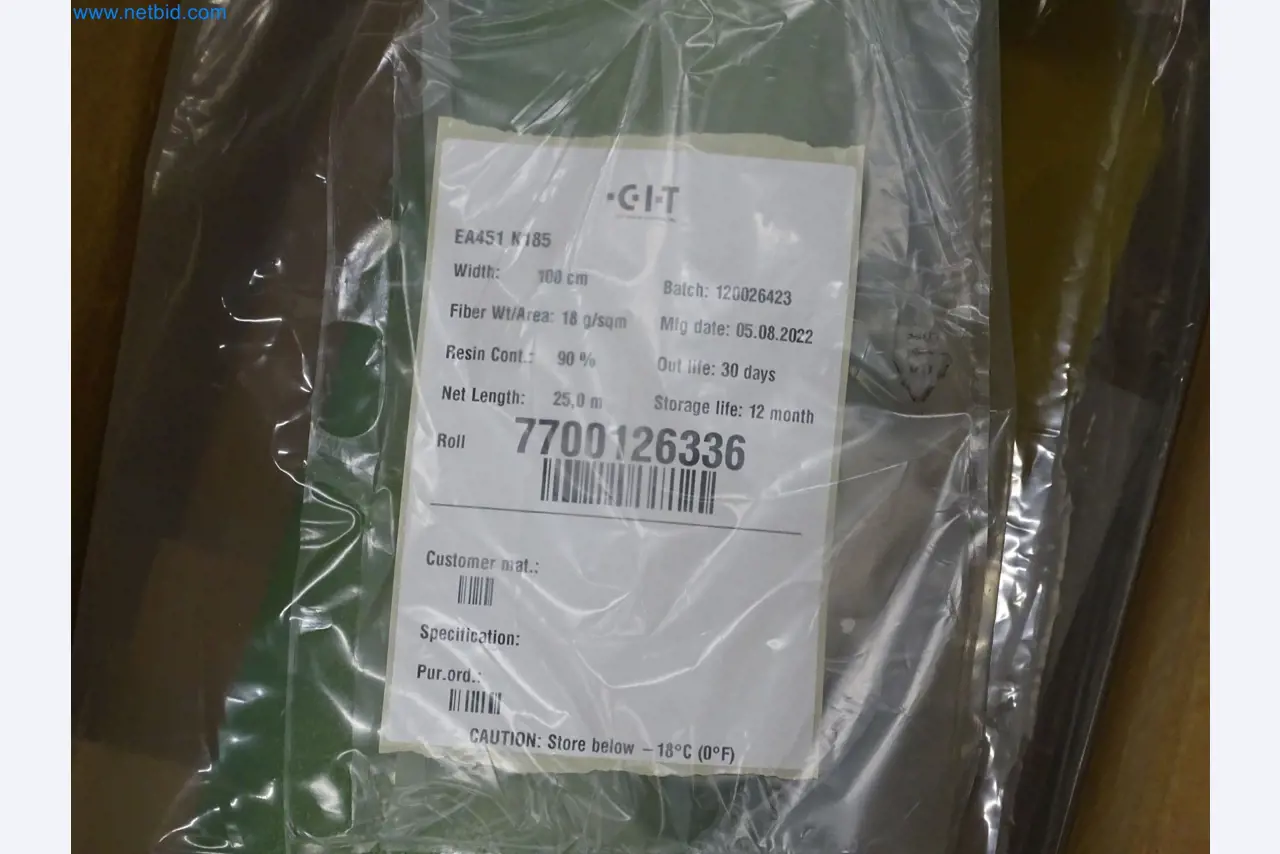 www.netbid.com
C·I·T
EA451 K185
Width: 100 cm
Batch: 120026423
Fiber Wt/Area: 18 g/sqm
Mfg date: 05.08.2022
Resin Cont.: 90 %
Out life: 30 days
Net Length: 25,0 m
Storage life: 12 month
Roll 7700126336
Customer mat.:
Specification:
Pur.ord.:
CAUTION: Store below – 18°C (0°F)